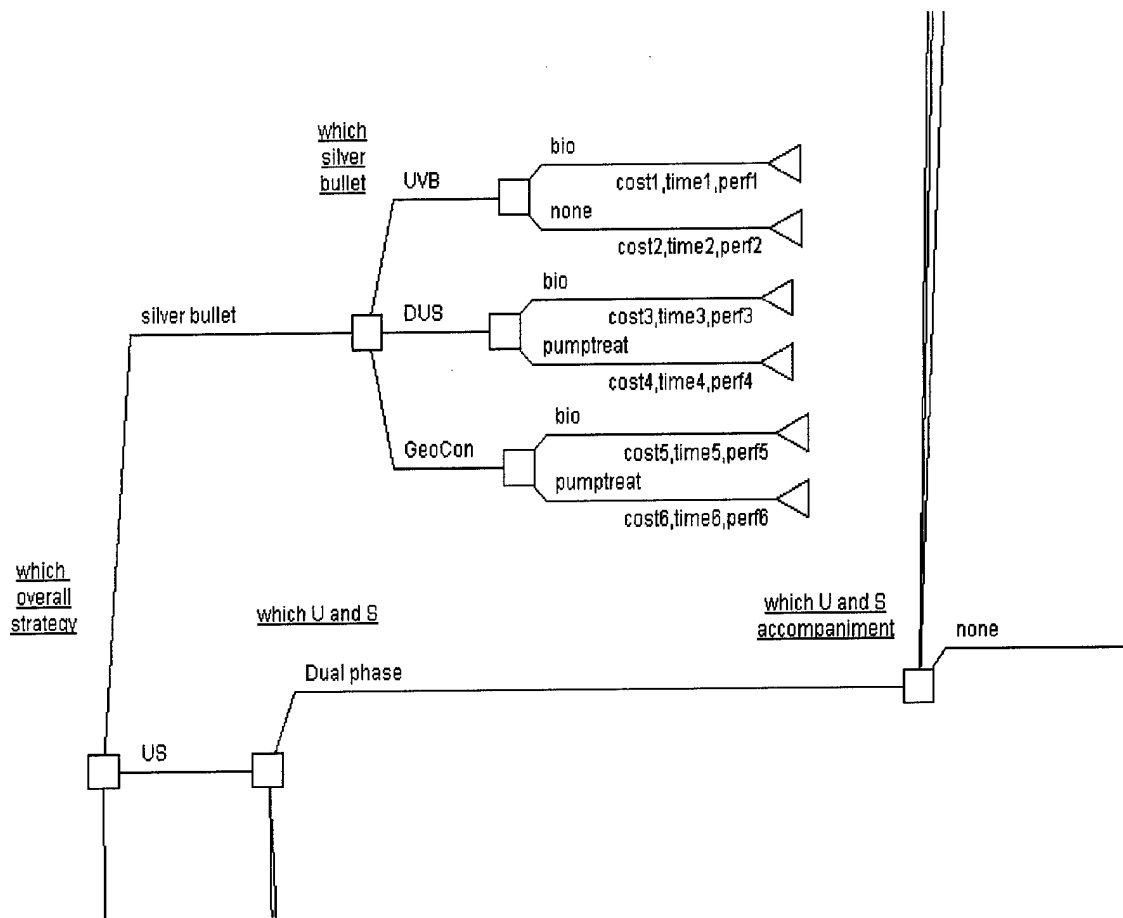 which
silver
bullet
UVB
bio
cost1,time1,perf1
none
cost2,time2,perf2
silver bullet
DUS
bio
cost3,time3,perf3
pumptreat
cost4,time4,perf4
GeoCon
bio
cost5,time5,perf5
pumptreat
cost6,time6,perf6
which
overall
strategy
which U and S
which U and S
accompaniment
none
Dual phase
US